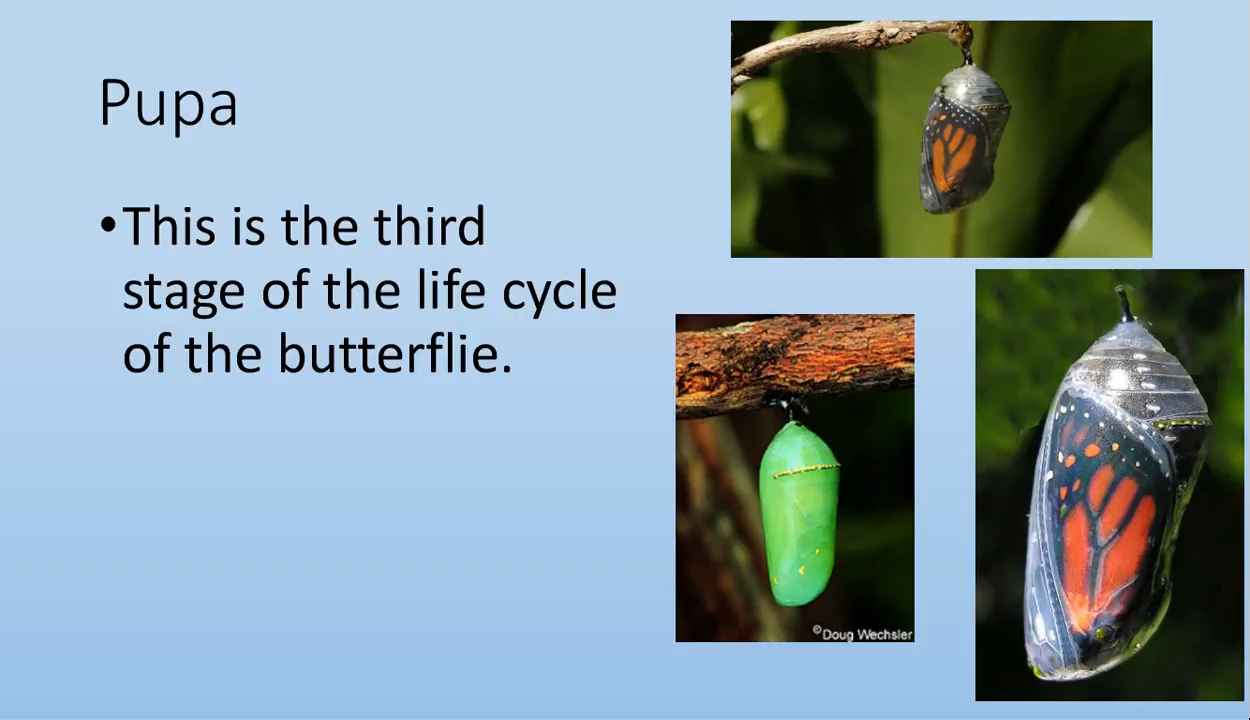 Pupa
•This is the third
stage of the life cycle
of the butterflie.
©Doug Wechsler